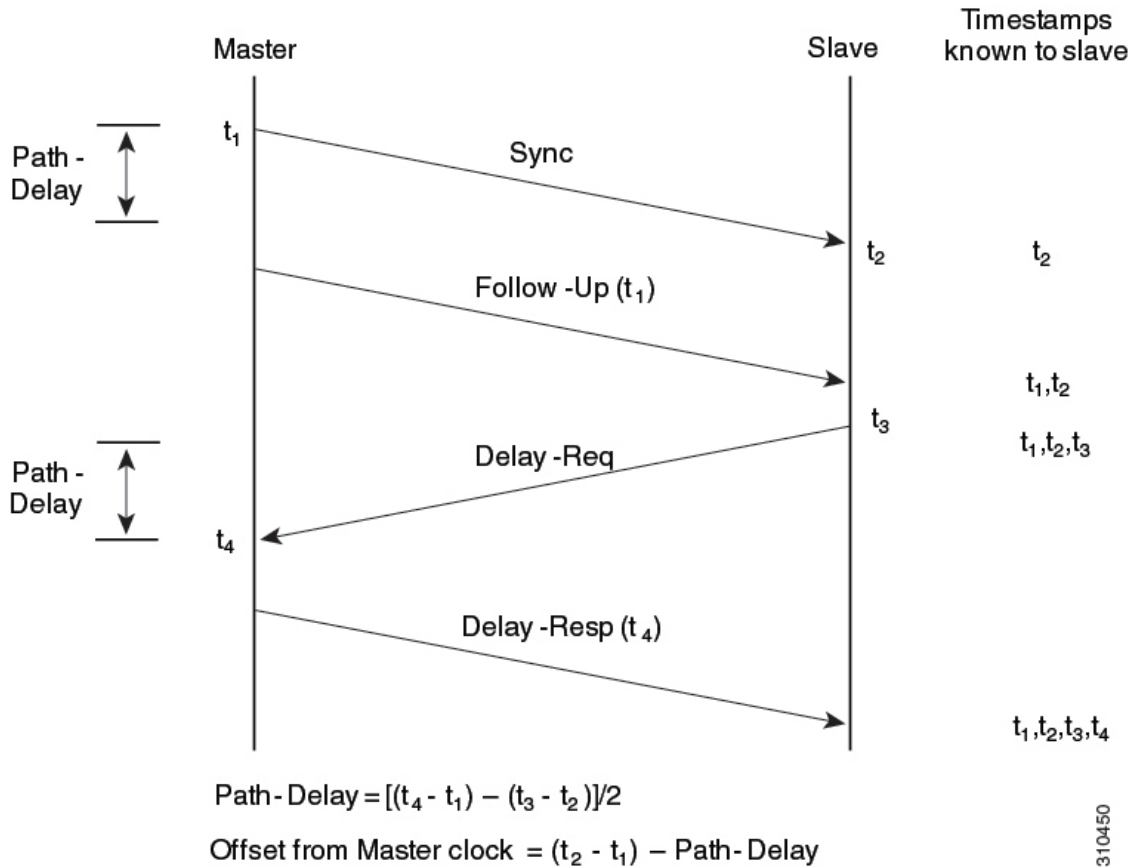 Timestamps
known to slave
Master
Slave
t₁
Path -
Delay
Sync
t₂
t₂
Follow -Up (t₁)
t₁,t₂
t₃
t₁,t₂,t₃
Delay -Req
Path -
Delay
t₄
Delay -Resp (t₄)
t₁,t₂,t₃,t₄
Path-Delay = [(t₄ - t₁) – (t₃ - t₂)]/2
Offset from Master clock = (t₂ - t₁) – Path-Delay
310450